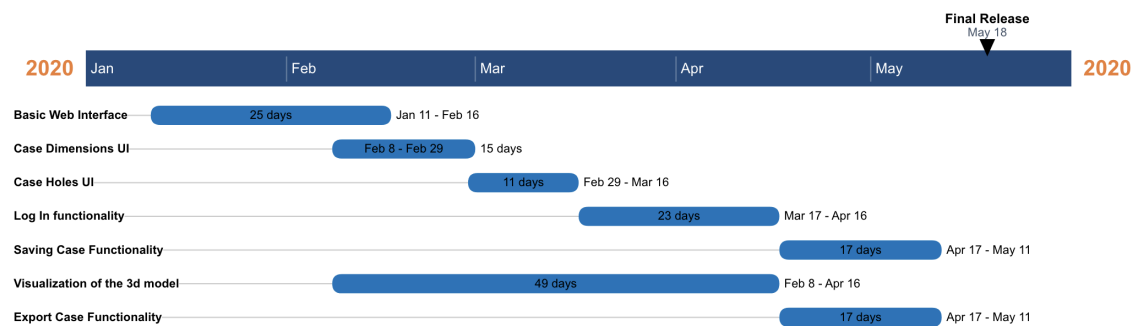 Final Release
May 18
2020 Jan Feb Mar Apr May 2020
Basic Web Interface 25 days Jan 11 - Feb 16
Case Dimensions UI Feb 8 - Feb 29 15 days
Case Holes UI 11 days Feb 29 - Mar 16
Log In functionality 23 days Mar 17 - Apr 16
Saving Case Functionality 17 days Apr 17 - May 11
Visualization of the 3d model 49 days Feb 8 - Apr 16
Export Case Functionality 17 days Apr 17 - May 11